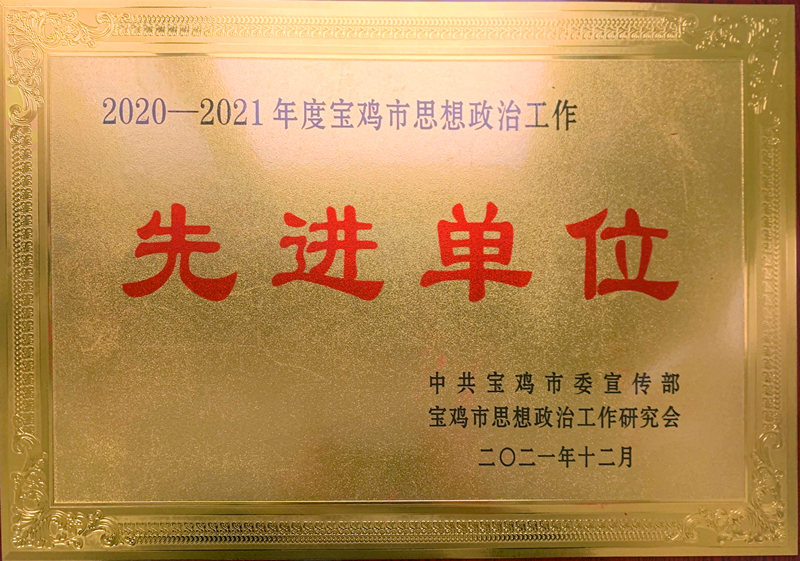 2020—2021年度宝鸡市思想政治工作
先进单位
中共宝鸡市委宣传部
宝鸡市思想政治工作研究会
二〇二一年十二月